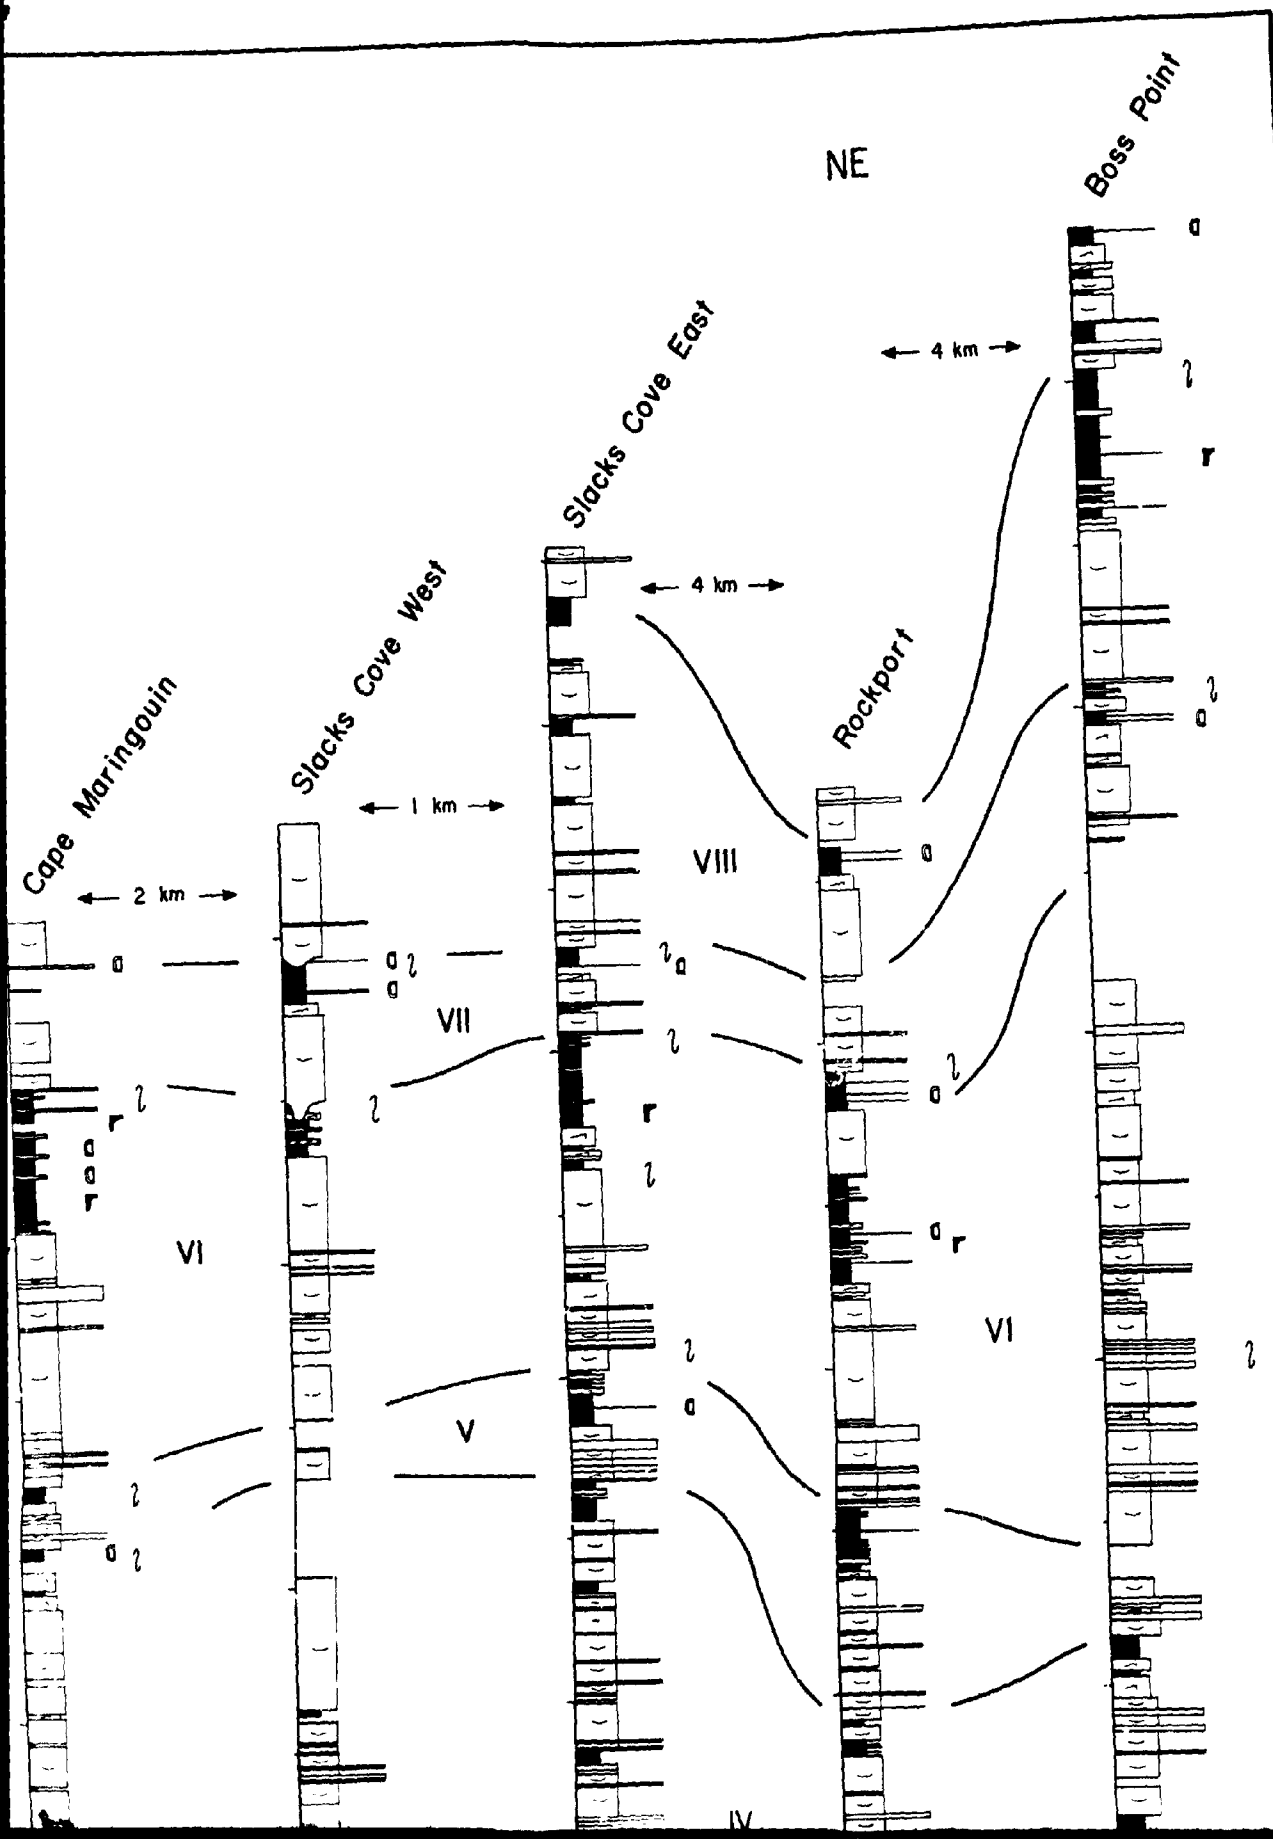 NE
Boss Point
4 km
Slacks Cove East
4 km
Slacks Cove West
Rockport
Cape Maringouin
1 km
2 km
a
r
a
a
VIII
a
a
a
a
VII
a
r
r
a
a
a
r
a
r
VI
VI
V
a
a
IV